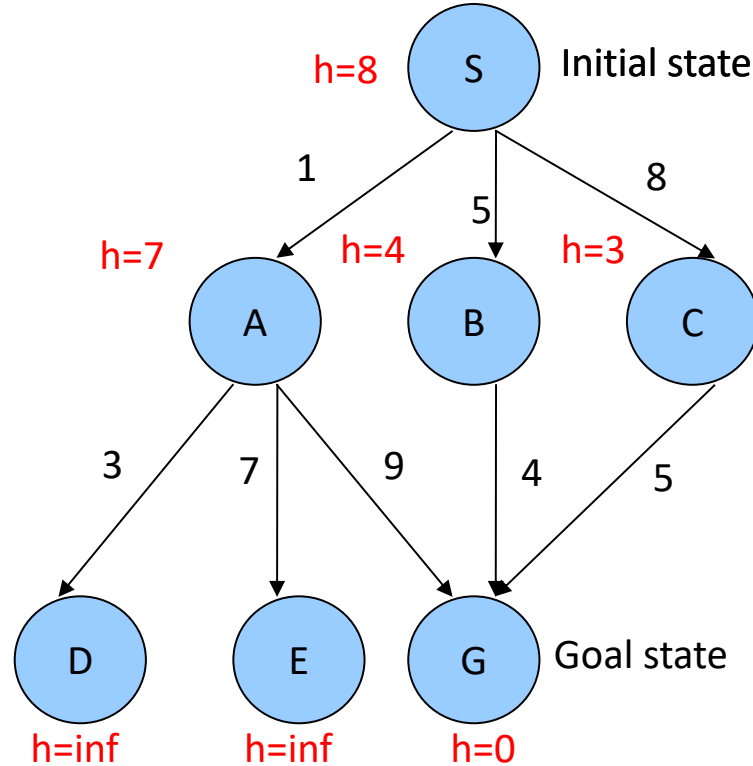 S
Initial state
h=8
1
5
8
h=7
h=4
h=3
A
B
C
3
7
9
4
5
D
E
G
Goal state
h=inf
h=inf
h=0